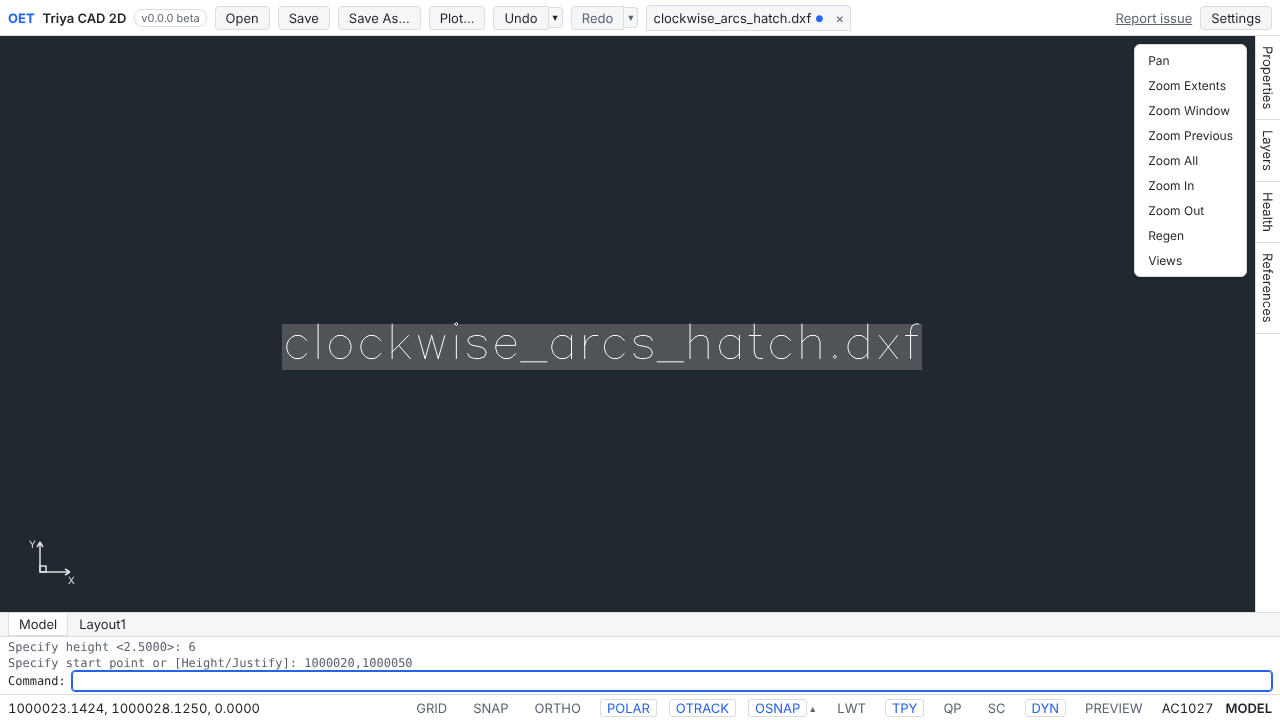 OET Triya CAD 2D v0.0.0 beta Open Save Save As... Plot... Undo ▾ Redo ▾ clockwise_arcs_hatch.dxf × Report issue Settings
Pan
Zoom Extents
Zoom Window
Zoom Previous
Zoom All
Zoom In
Zoom Out
Regen
Views
Properties
Layers
Health
References
clockwise_arcs_hatch.dxf
Y
X
Model Layout1
Specify height <2.5000>: 6
Specify start point or [Height/Justify]: 1000020,1000050
Command:
1000023.1424, 1000028.1250, 0.0000 GRID SNAP ORTHO POLAR OTRACK OSNAP ▴ LWT TPY QP SC DYN PREVIEW AC1027 MODEL